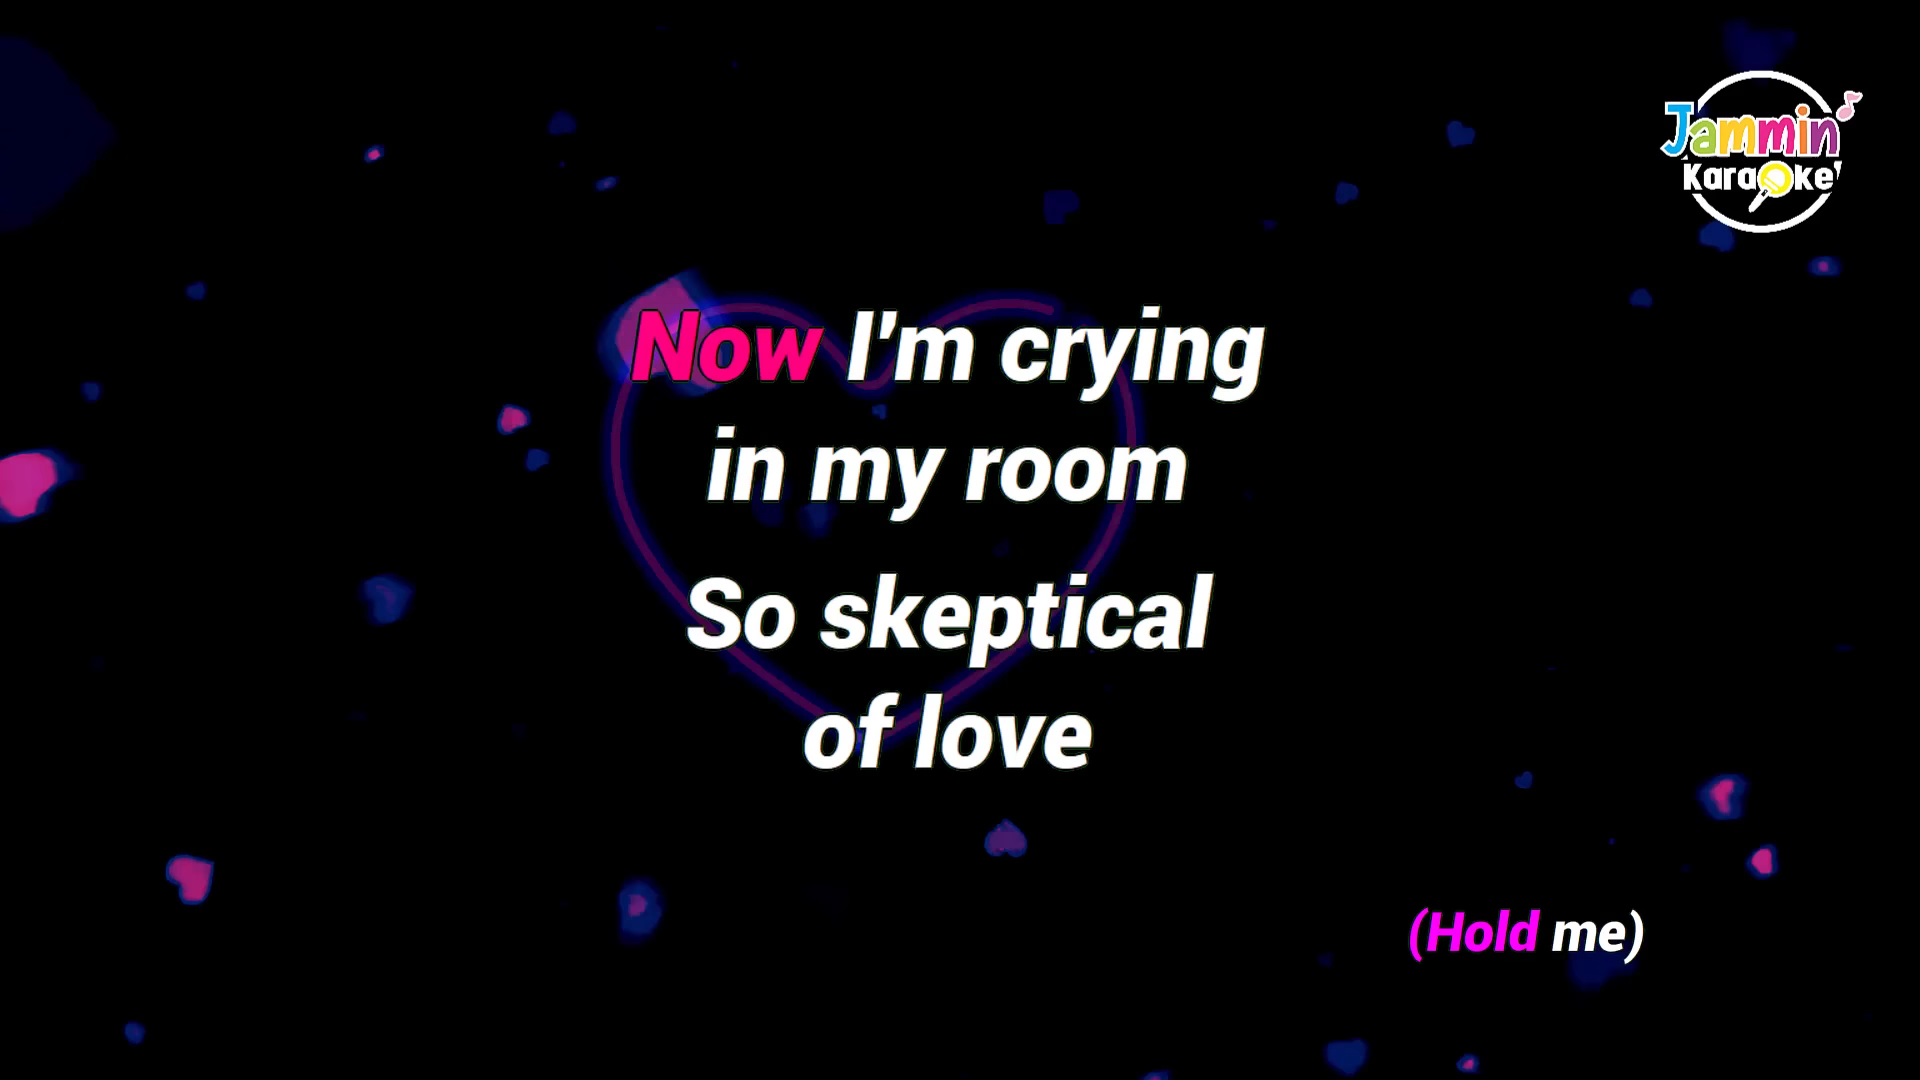 Jammin'
Karaoke
Now I'm crying
in my room
So skeptical
of love
(Hold me)